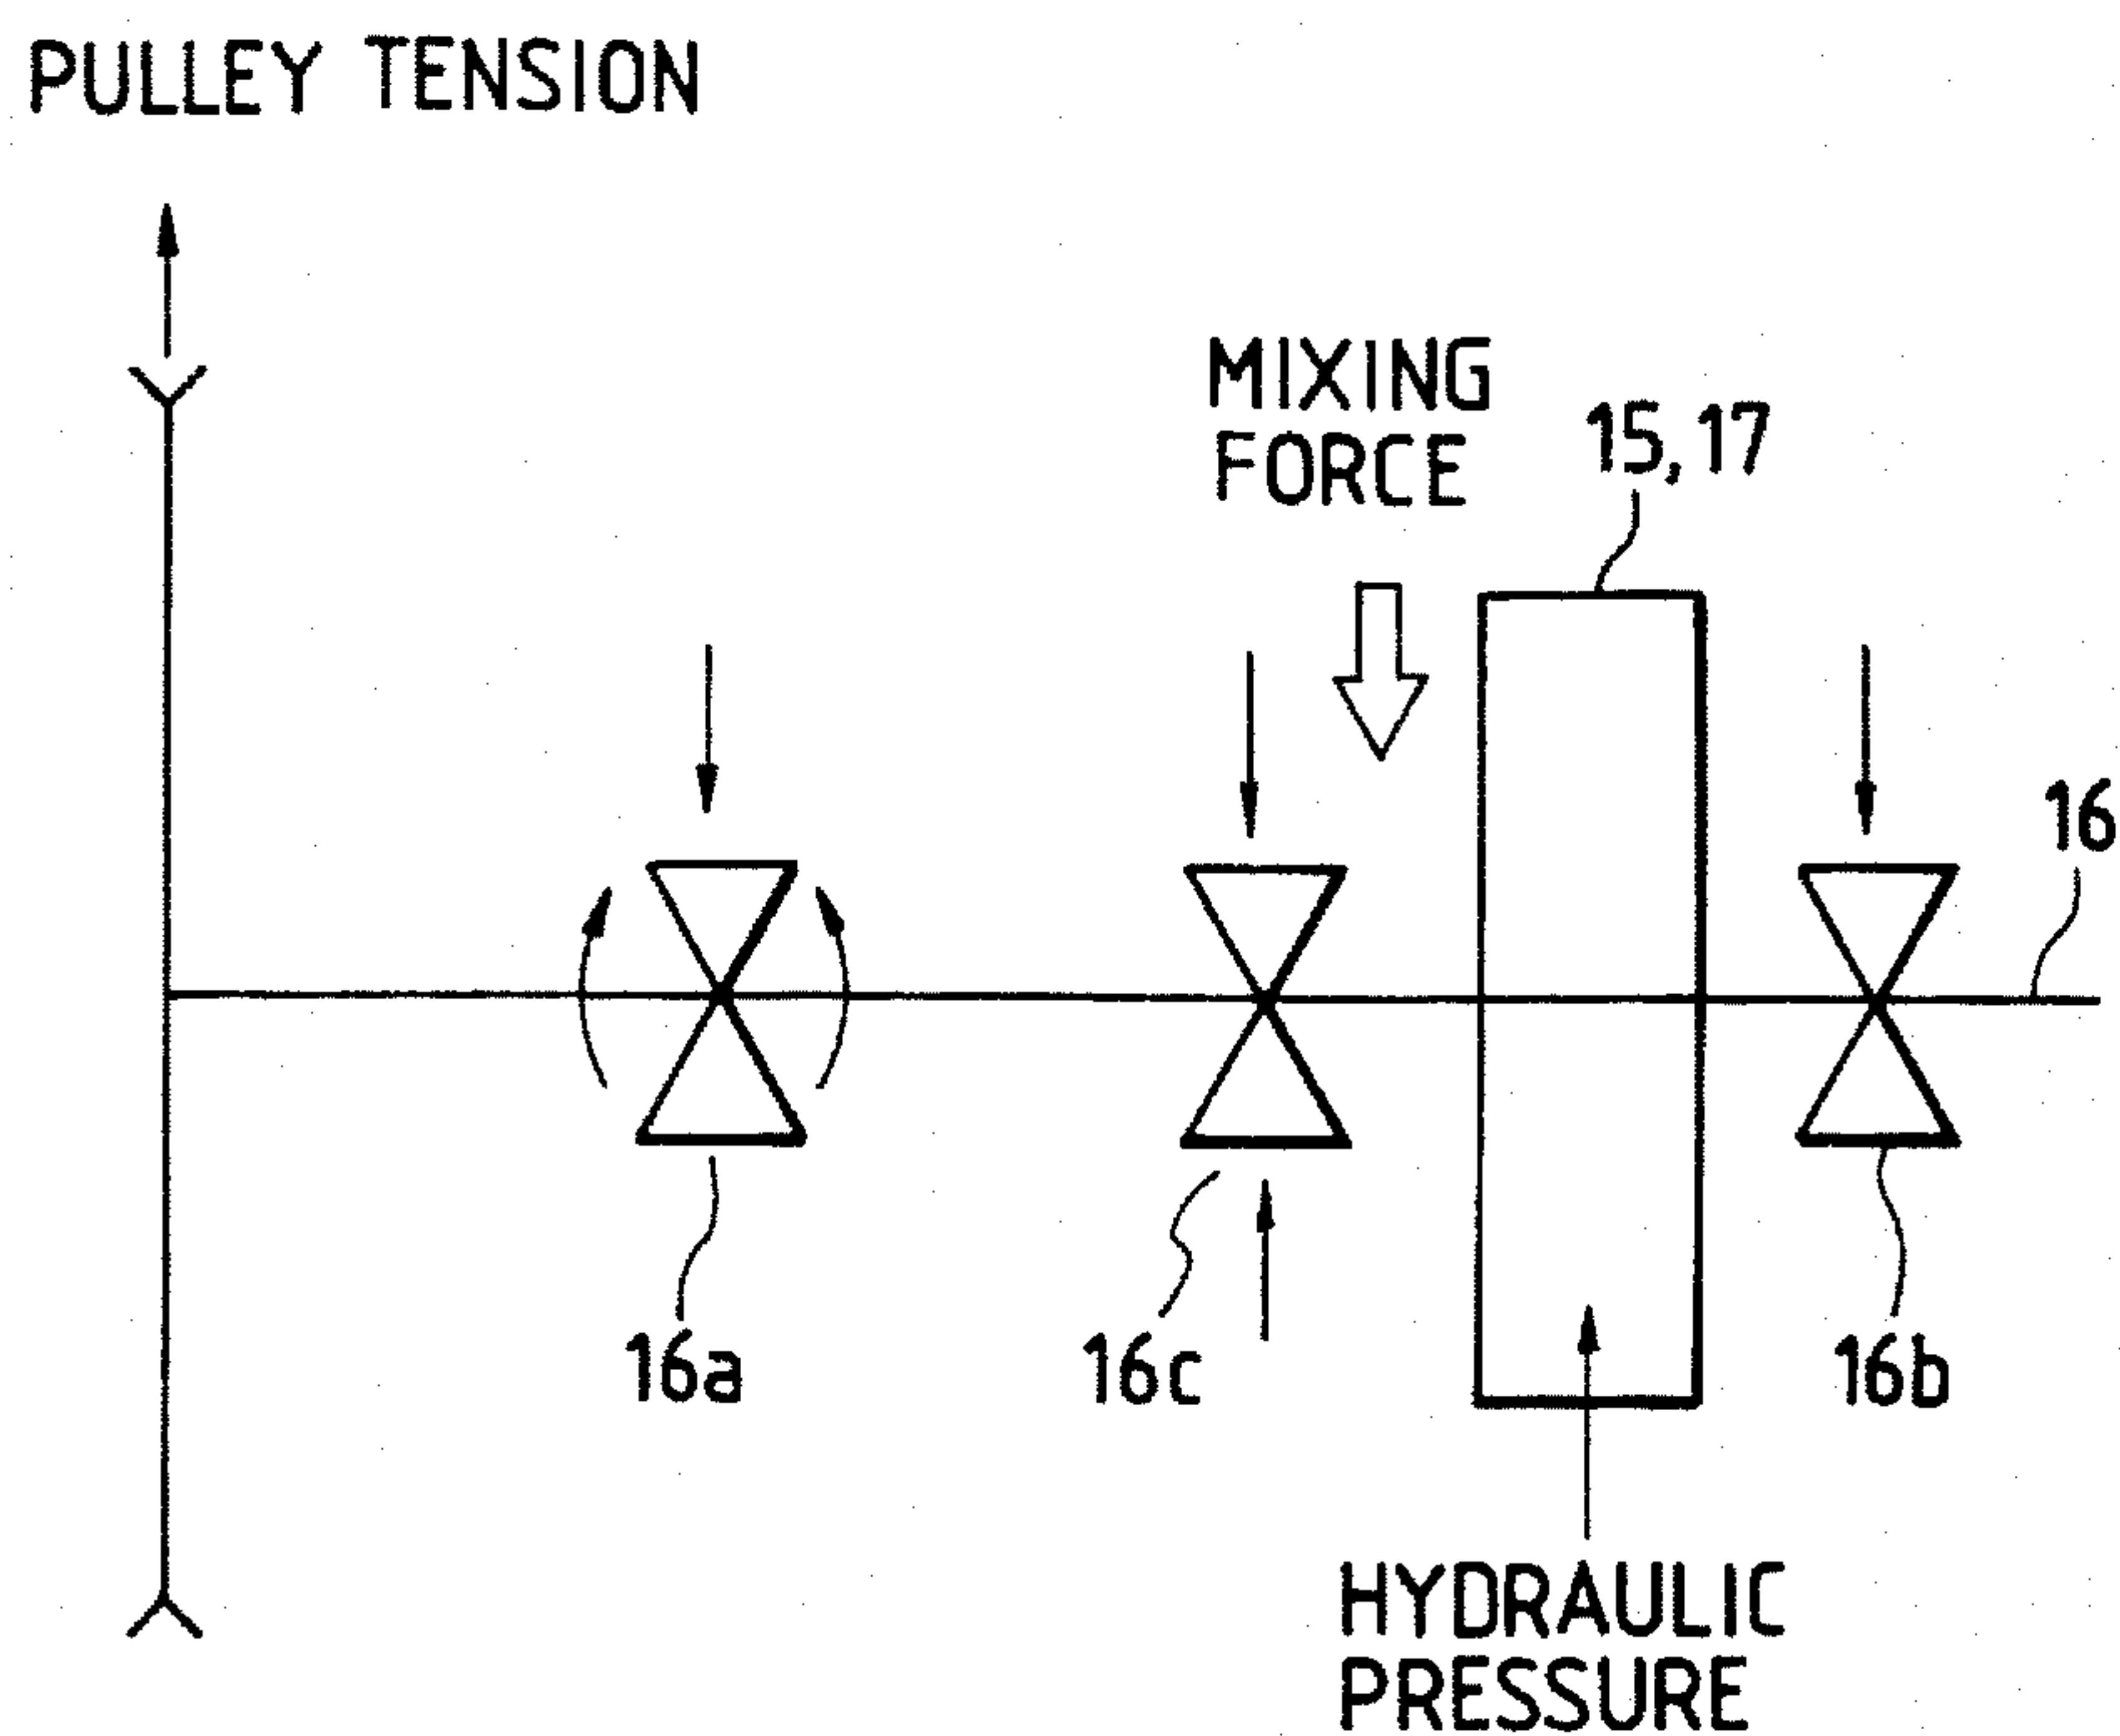 PULLEY TENSION
MIXING
FORCE
15,17
16
16a
16c
16b
HYDRAULIC
PRESSURE